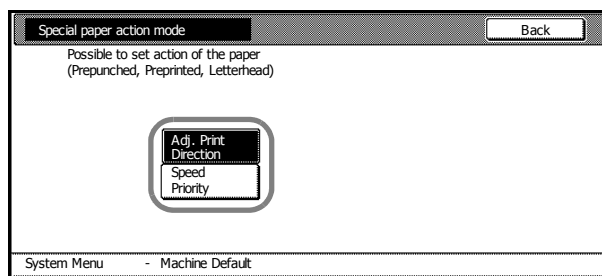 Special paper action mode
Back
Possible to set action of the paper
(Prepunched, Preprinted, Letterhead)
Adj. Print
Direction
Speed
Priority
System Menu - Machine Default